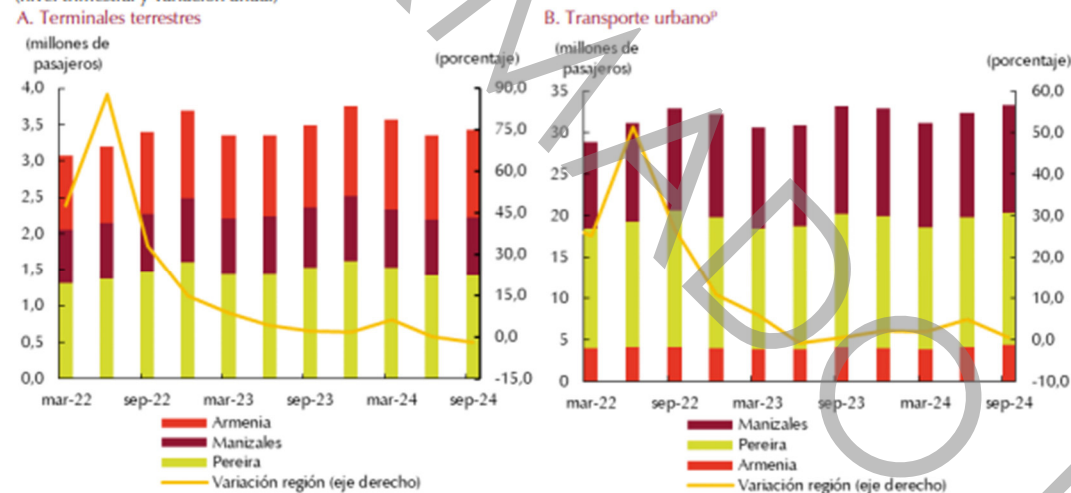 (nivel trimestral y variación anual)
A. Terminales terrestres
(millones de
pasajeros)
(porcentaje)
4,0
3,5
3,0
2,5
2,0
1,5
1,0
0,5
0,0
90,0
75,0
60,0
45,0
30,0
15,0
0,0
-15,0
mar-22
sep-22
mar-23
sep-23
mar-24
sep-24
Armenia
Manizales
Pereira
Variación región (eje derecho)
B. Transporte urbanoᵖ
(millones de
pasajeros)
(porcentaje)
35
30
25
20
15
10
5
0
60,0
50,0
40,0
30,0
20,0
10,0
0,0
-10,0
mar-22
sep-22
mar-23
sep-23
mar-24
sep-24
Manizales
Pereira
Armenia
Variación región (eje derecho)